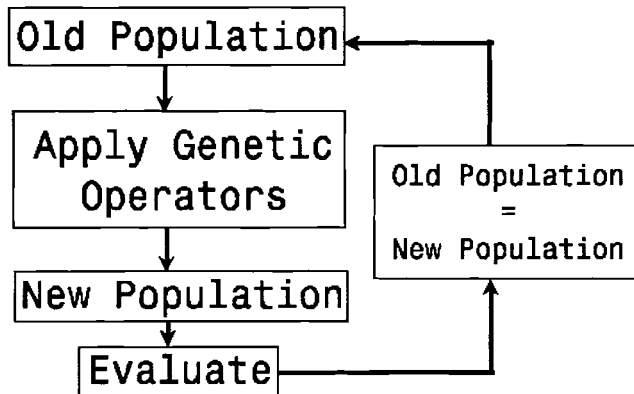 Old Population
Apply Genetic
Operators
New Population
Evaluate
Old Population
=
New Population